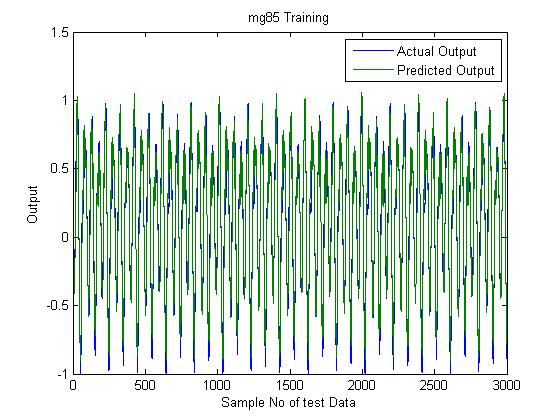 mg85 Training
1.5
Actual Output
Predicted Output
1
0.5
0
-0.5
-1
Output
0 500 1000 1500 2000 2500 3000
Sample No of test Data